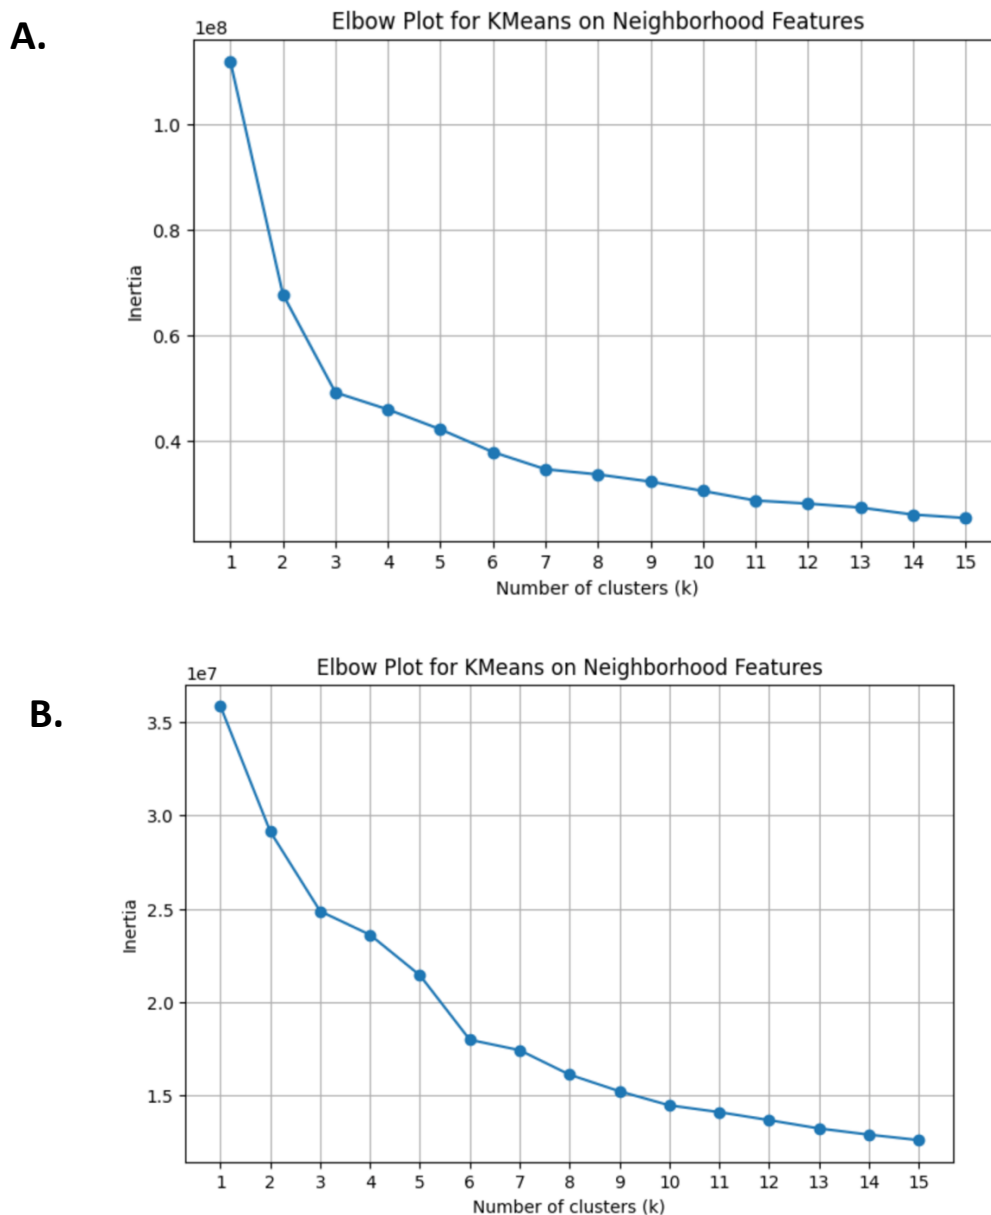 A.
Elbow Plot for KMeans on Neighborhood Features
1e8
1.0
0.8
0.6
0.4
Inertia
1 2 3 4 5 6 7 8 9 10 11 12 13 14 15
Number of clusters (k)
B.
Elbow Plot for KMeans on Neighborhood Features
1e7
3.5
3.0
2.5
2.0
1.5
Inertia
1 2 3 4 5 6 7 8 9 10 11 12 13 14 15
Number of clusters (k)